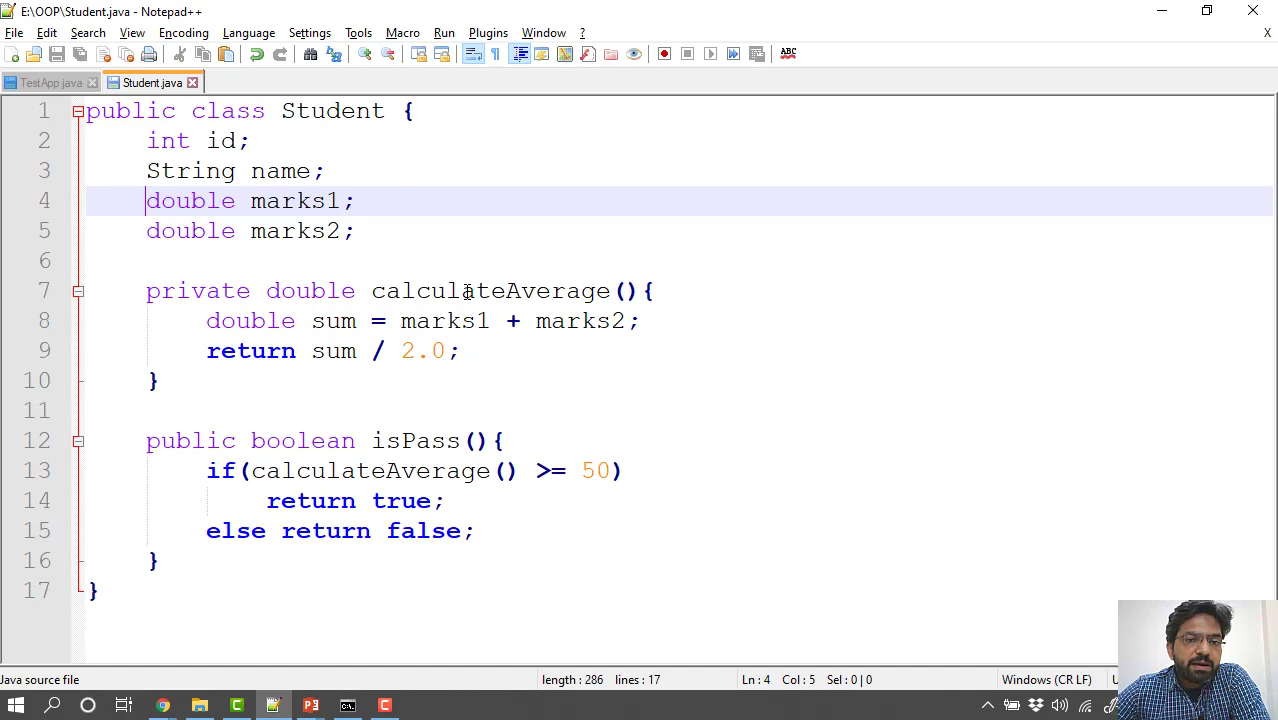 E:\OOP\Student.java - Notepad++
File Edit Search View Encoding Language Settings Tools Macro Run Plugins Window ? X
ABC
TestApp.java Student.java
1 public class Student {
2 int id;
3 String name;
4 double marks1;
5 double marks2;
6
7 private double calculateAverage(){
8 double sum = marks1 + marks2;
9 return sum / 2.0;
10 }
11
12 public boolean isPass(){
13 if(calculateAverage() >= 50)
14 return true;
15 else return false;
16 }
17 }
Java source file length : 286 lines : 17 Ln : 4 Col : 5 Sel : 0 | 0 Windows (CR LF) U